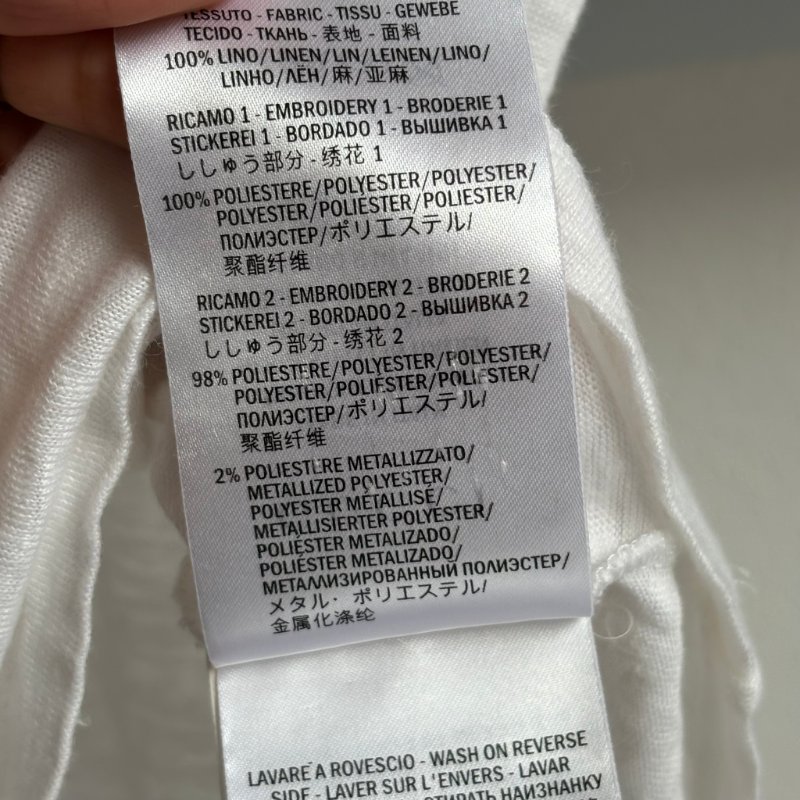 TESSUTO - FABRIC - TISSU - GEWEBE
TECIDO - ТКАНЬ - 表地 - 面料
100% LINO/LINEN/LIN/LEINEN/LINO/
LINHO/ЛЁН/麻/亚麻
RICAMO 1 - EMBROIDERY 1 - BRODERIE 1
STICKEREI 1 - BORDADO 1 - ВЫШИВКА 1
ししゅう部分 - 绣花 1
100% POLIESTERE/POLYESTER/POLYESTER/
POLYESTER/POLIÉSTER/POLIESTER/
ПОЛИЭСТЕР/ポリエステル/
聚酯纤维
RICAMO 2 - EMBROIDERY 2 - BRODERIE 2
STICKEREI 2 - BORDADO 2 - ВЫШИВКА 2
ししゅう部分 - 绣花 2
98% POLIESTERE/POLYESTER/POLYESTER/
POLYESTER/POLIÉSTER/POLIESTER/
ПОЛИЭСТЕР/ポリエステル/
聚酯纤维
2% POLIESTERE METALLIZZATO/
METALLIZED POLYESTER/
POLYESTER MÉTALLISÉ/
METALLISIERTER POLYESTER/
POLIÉSTER METALIZADO/
POLIÉSTER METALIZADO/
МЕТАЛЛИЗИРОВАННЫЙ ПОЛИЭСТЕР/
メタル・ポリエステル/
金属化涤纶
LAVARE A ROVESCIO - WASH ON REVERSE
SIDE - LAVER SUR L'ENVERS - LAVAR
СТИРАТЬ НАИЗНАНКУ